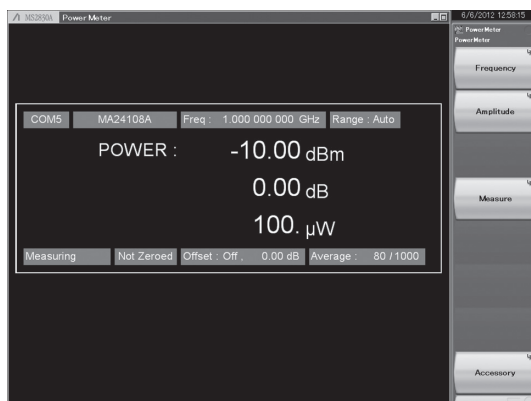 MS2830A Power Meter
6/6/2012 12:58:15
Power Meter
PowerMeter
Frequency
Amplitude
COM5 MA24108A Freq : 1.000 000 000 GHz Range : Auto
POWER : -10.00 dBm
0.00 dB
100. µW
Measure
Measuring Not Zeroed Offset : Off , 0.00 dB Average : 80 / 1000
Accessory